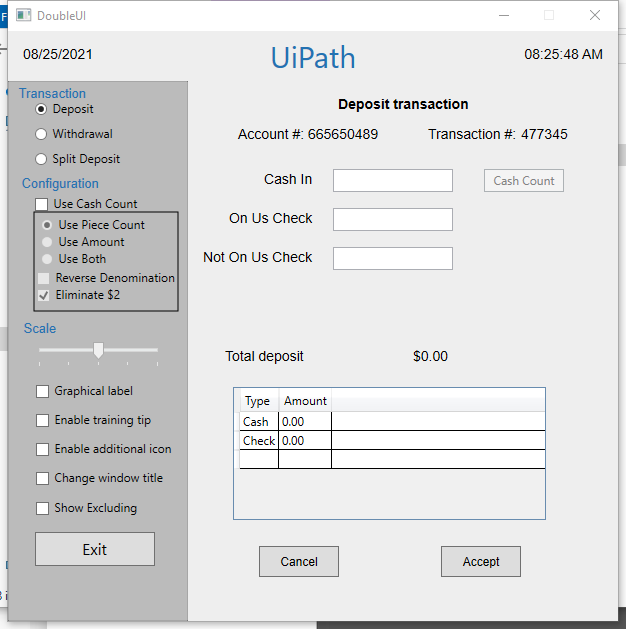 DoubleUI
08/25/2021
UiPath
08:25:48 AM
Transaction
Deposit
Withdrawal
Split Deposit
Configuration
Use Cash Count
Use Piece Count
Use Amount
Use Both
Reverse Denomination
Eliminate $2
Scale
Graphical label
Enable training tip
Enable additional icon
Change window title
Show Excluding
Exit
Deposit transaction
Account #: 665650489 Transaction #: 477345
Cash In
Cash Count
On Us Check
Not On Us Check
Total deposit $0.00
Type Amount
Cash 0.00
Check 0.00
Cancel Accept